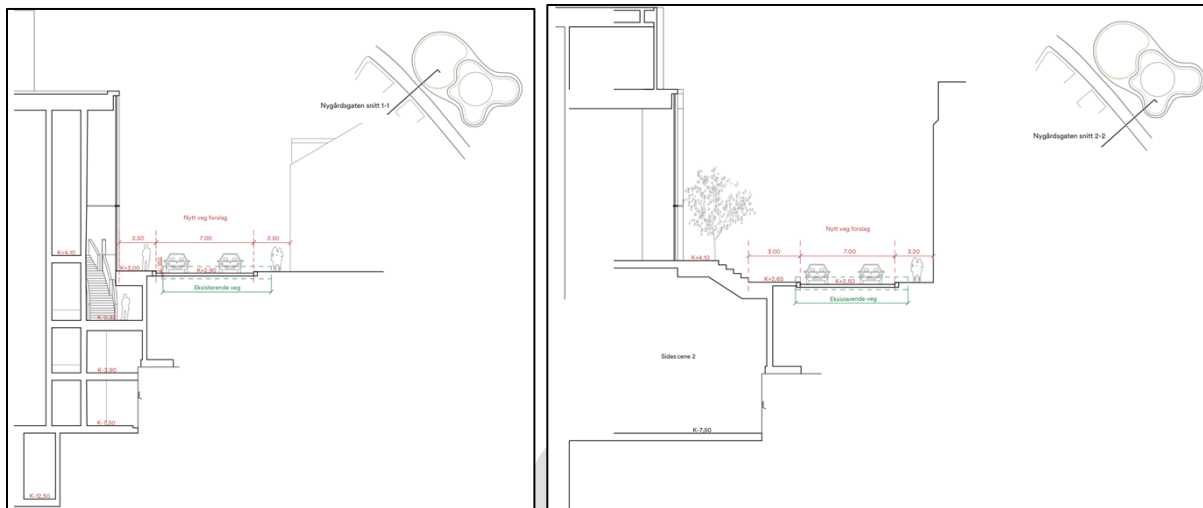 Nygårdsgaten snitt 1-1
Nytt veg forslag
2.50
7.00
2.50
K+4,10
K+3,00
K+2,90
Eksisterende veg
K-3,90
K-7,50
K-12,50
Nygårdsgaten snitt 2-2
Nytt veg forslag
3.00
7.00
3.20
K+4,10
K+2,65
K+2,50
Eksisterende veg
Sidescene 2
K-7,50